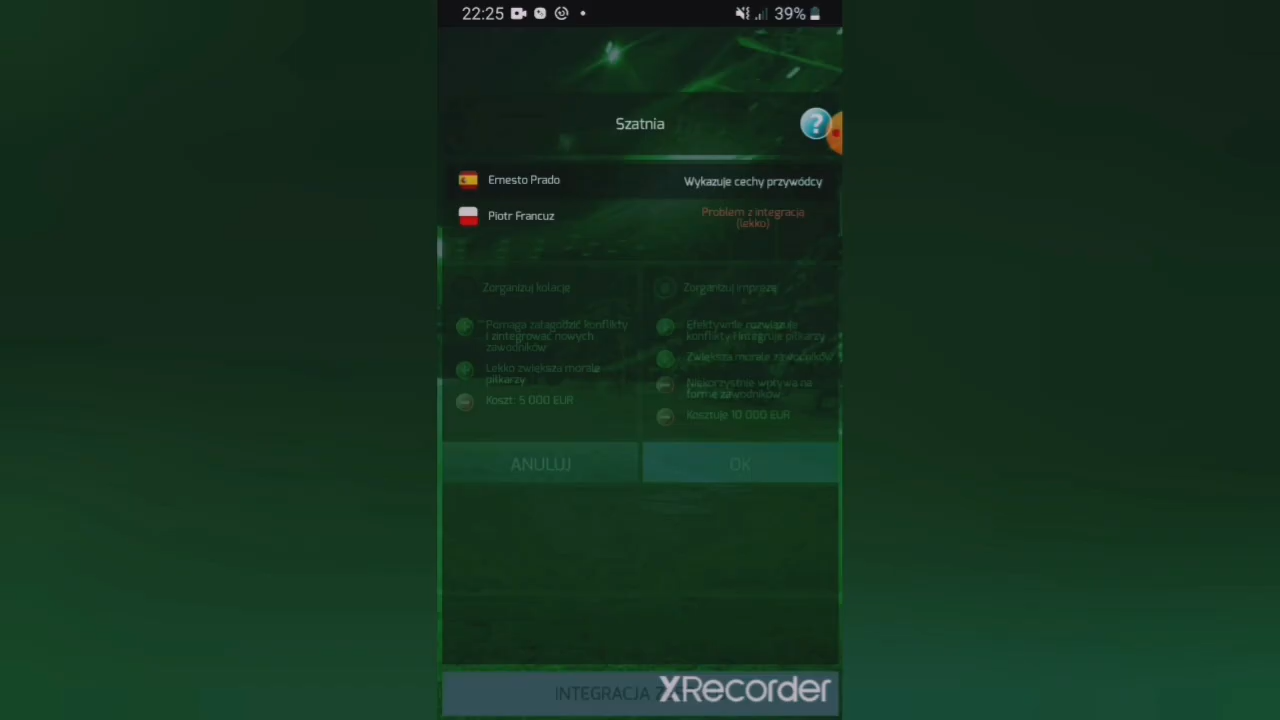 22:25
39%
Szatnia
?
Ernesto Prado
Wykazuje cechy przywódcy
Piotr Francuz
Problem z integracją
(lekko)
Zorganizuj kolację
Pomaga załagodzić konflikty
i zintegrować nowych
zawodników
Lekko zwiększa morale
piłkarzy
Koszt: 5 000 EUR
Zorganizuj imprezę
Efektywnie rozwiązuje
konflikty i integruje piłkarzy
Zwiększa morale zawodników
Niekorzystnie wpływa na
formę zawodników
Kosztuje 10 000 EUR
ANULUJ
OK
INTEGRACJA
XRecorder